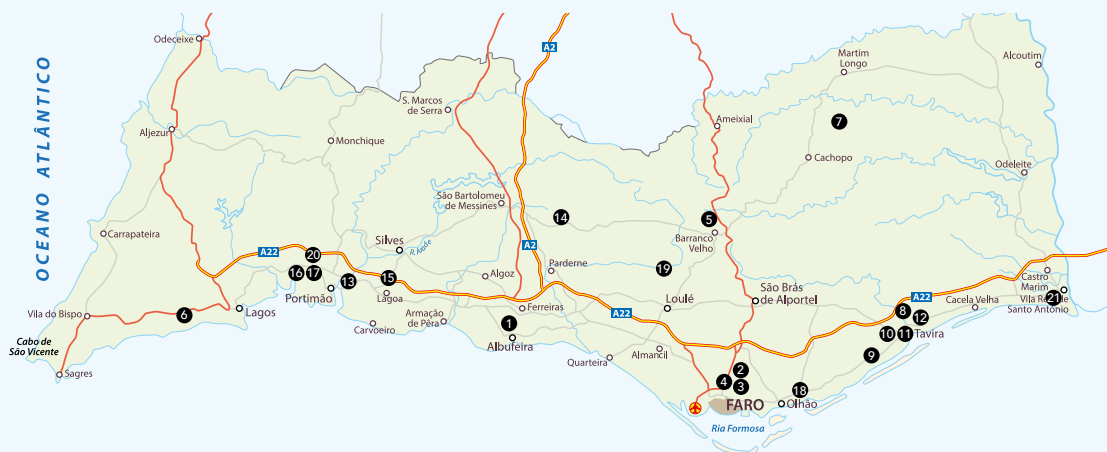 Odeceixe
A2
Martim
Longo
Alcoutim
OCEANO ATLÂNTICO
S. Marcos
de Serra
Aljezur
Monchique
Ameixial
7
Cachopo
Odeleite
São Bartolomeu
de Messines
14
5
Carrapateira
Silves
R. Arade
A2
Barranco
Velho
A22
20
16
17
13
15
Algoz
Parderne
19
Castro
Marim
Portimão
Lagoa
Loulé
São Brás
de Alportel
A22
Cacela Velha
Vila
de
21
Santo António
Vila do Bispo
6
Lagos
Armação
de Pêra
Ferreiras
A22
8
12
Carvoeiro
1
Albufeira
10
11
Tavira
Cabo de
São Vicente
Quarteira
Almancil
9
Sagres
2
4
3
18
FARO
Olhão
Ria Formosa